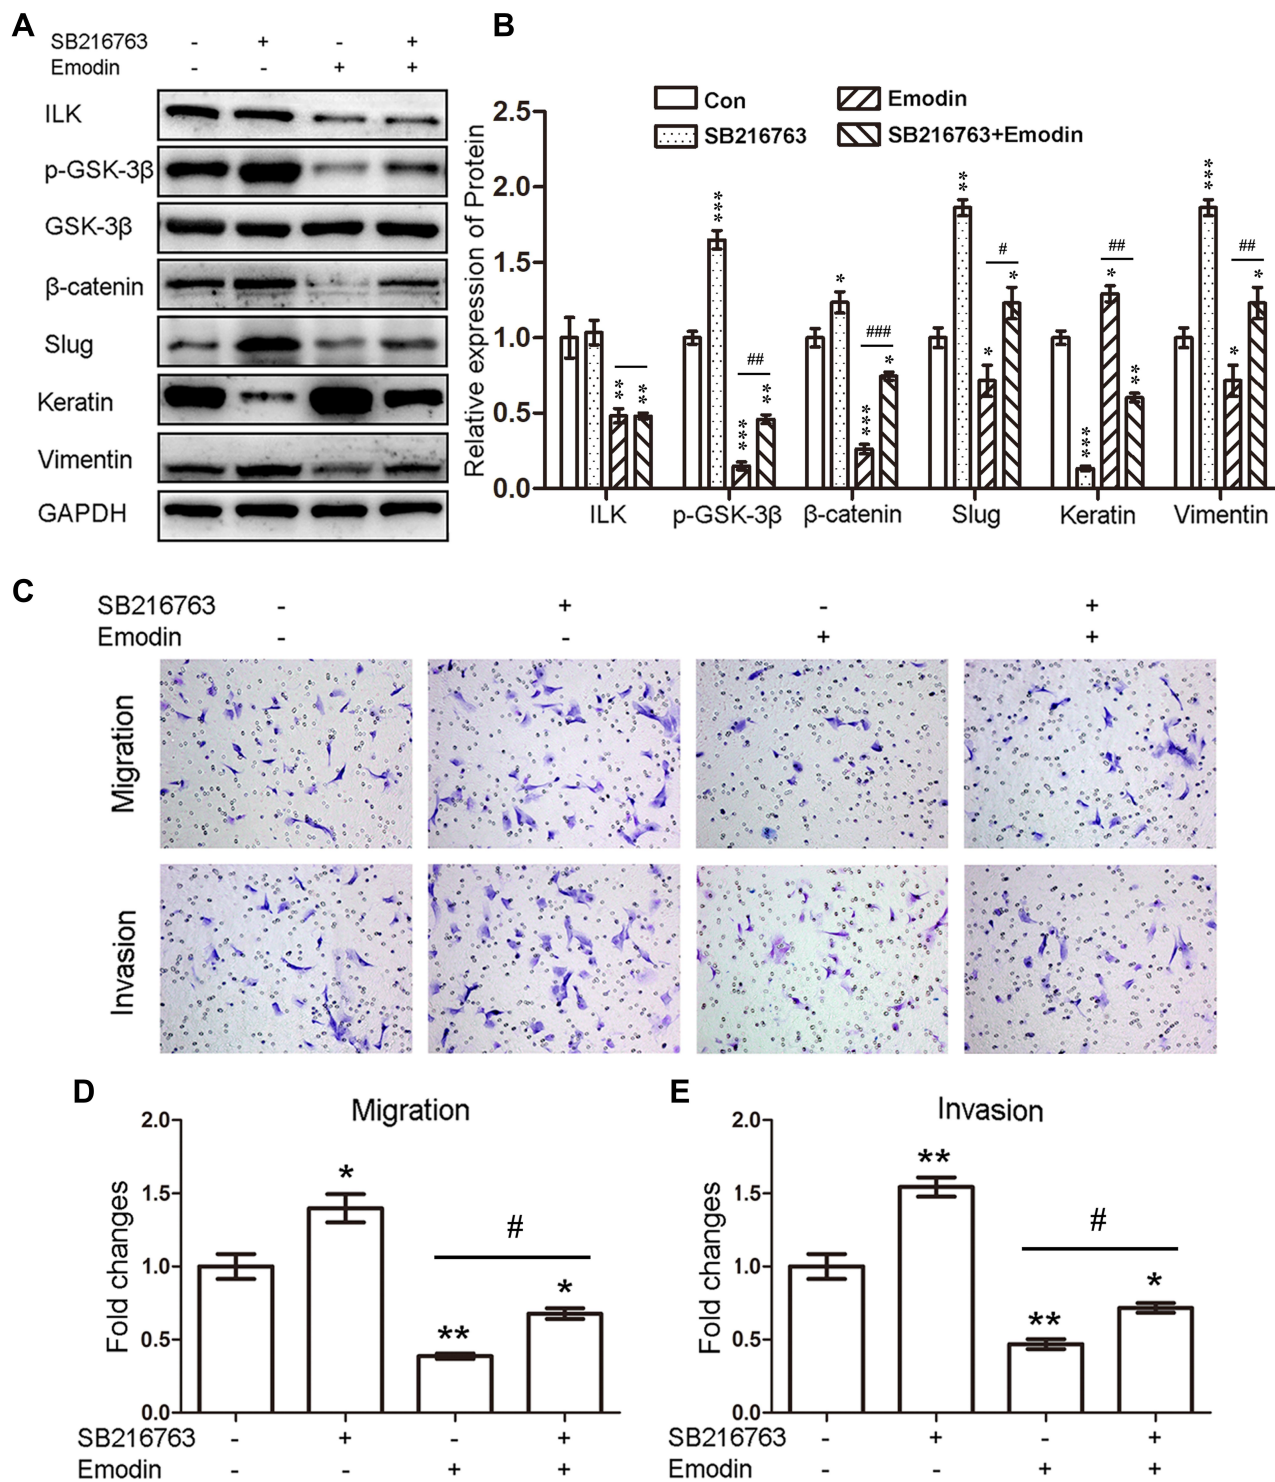 A
SB216763 - + - +
Emodin - - + +
ILK
p-GSK-3β
GSK-3β
β-catenin
Slug
Keratin
Vimentin
GAPDH
B
Con
SB216763
Emodin
SB216763+Emodin
Relative expression of Protein
2.5
2.0
1.5
1.0
0.5
0.0
** **
*** *** ## **
* *** ### *
** * # *
*** * ## **
*** * ## *
ILK p-GSK-3β β-catenin Slug Keratin Vimentin
C
SB216763 - + - +
Emodin - - + +
Migration
Invasion
D
Migration
Fold changes
2.0
1.5
1.0
0.5
0.0
* ** # *
SB216763 - + - +
Emodin - - + +
E
Invasion
Fold changes
2.0
1.5
1.0
0.5
0.0
** ** # *
SB216763 - + - +
Emodin - - + +